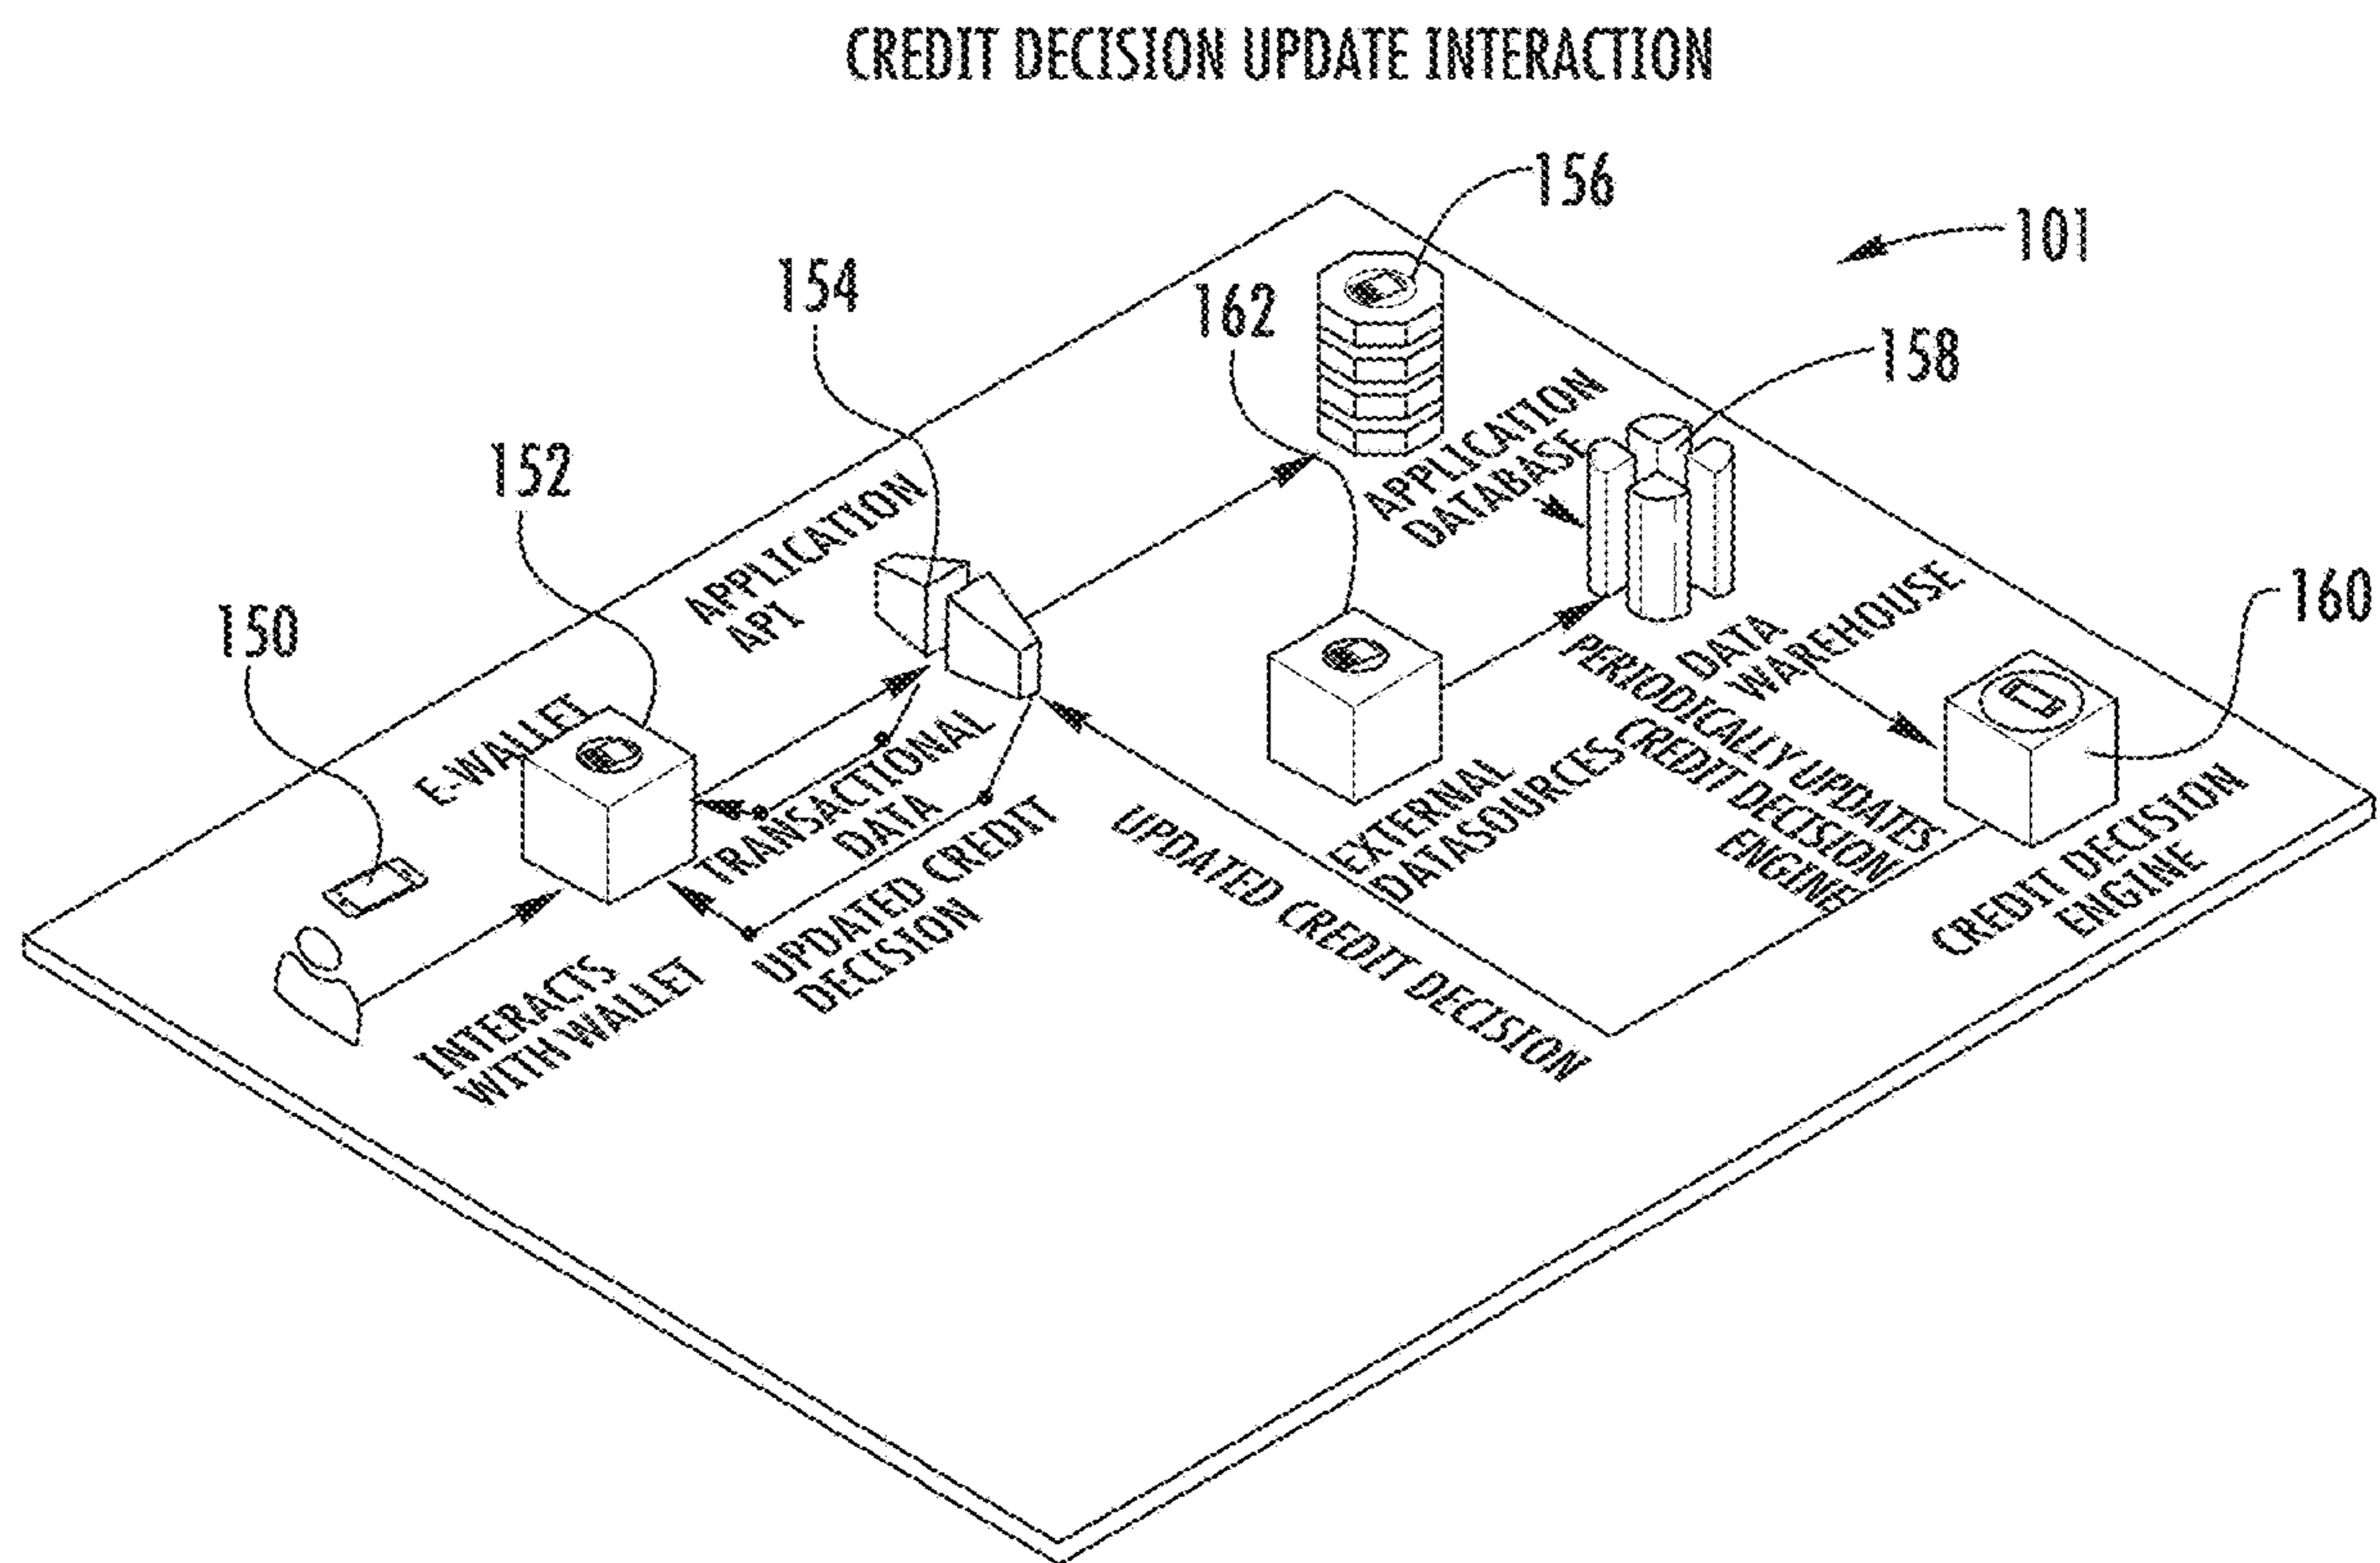 CREDIT DECISION UPDATE INTERACTION
156
101
154
162
158
152
APPLICATION
DATABASE
APPLICATION
API
150
160
DATA
WAREHOUSE
E-WALLET
TRANSACTIONAL
DATA
PERIODICALLY UPDATES
CREDIT DECISION
ENGINE
EXTERNAL
DATASOURCES
CREDIT DECISION
ENGINE
UPDATED CREDIT
DECISION
UPDATED CREDIT DECISION
INTERACTS
WITH WALLET